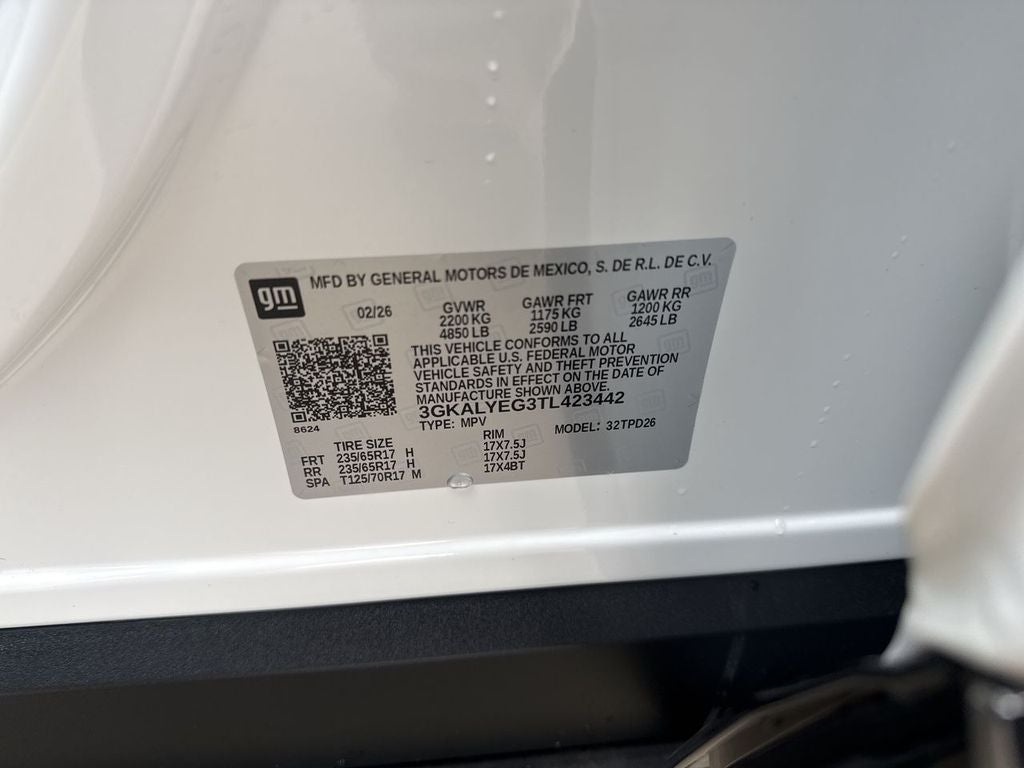 gm
MFD BY GENERAL MOTORS DE MEXICO, S. DE R.L. DE C.V.
02/26 GVWR GAWR FRT GAWR RR
2200 KG 1175 KG 1200 KG
4850 LB 2590 LB 2645 LB
THIS VEHICLE CONFORMS TO ALL
APPLICABLE U.S. FEDERAL MOTOR
VEHICLE SAFETY AND THEFT PREVENTION
STANDARDS IN EFFECT ON THE DATE OF
MANUFACTURE SHOWN ABOVE.
3GKALYEG3TL423442
8624
TYPE: MPV MODEL: 32TPD26
TIRE SIZE RIM
FRT 235/65R17 H 17X7.5J
RR 235/65R17 H 17X7.5J
SPA T125/70R17 M 17X4BT